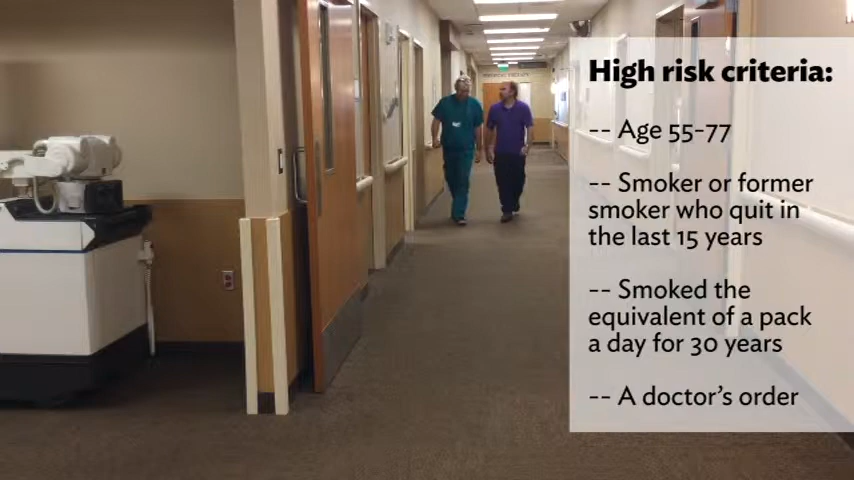 High risk criteria:
-- Age 55-77
-- Smoker or former
smoker who quit in
the last 15 years
-- Smoked the
equivalent of a pack
a day for 30 years
-- A doctor's order